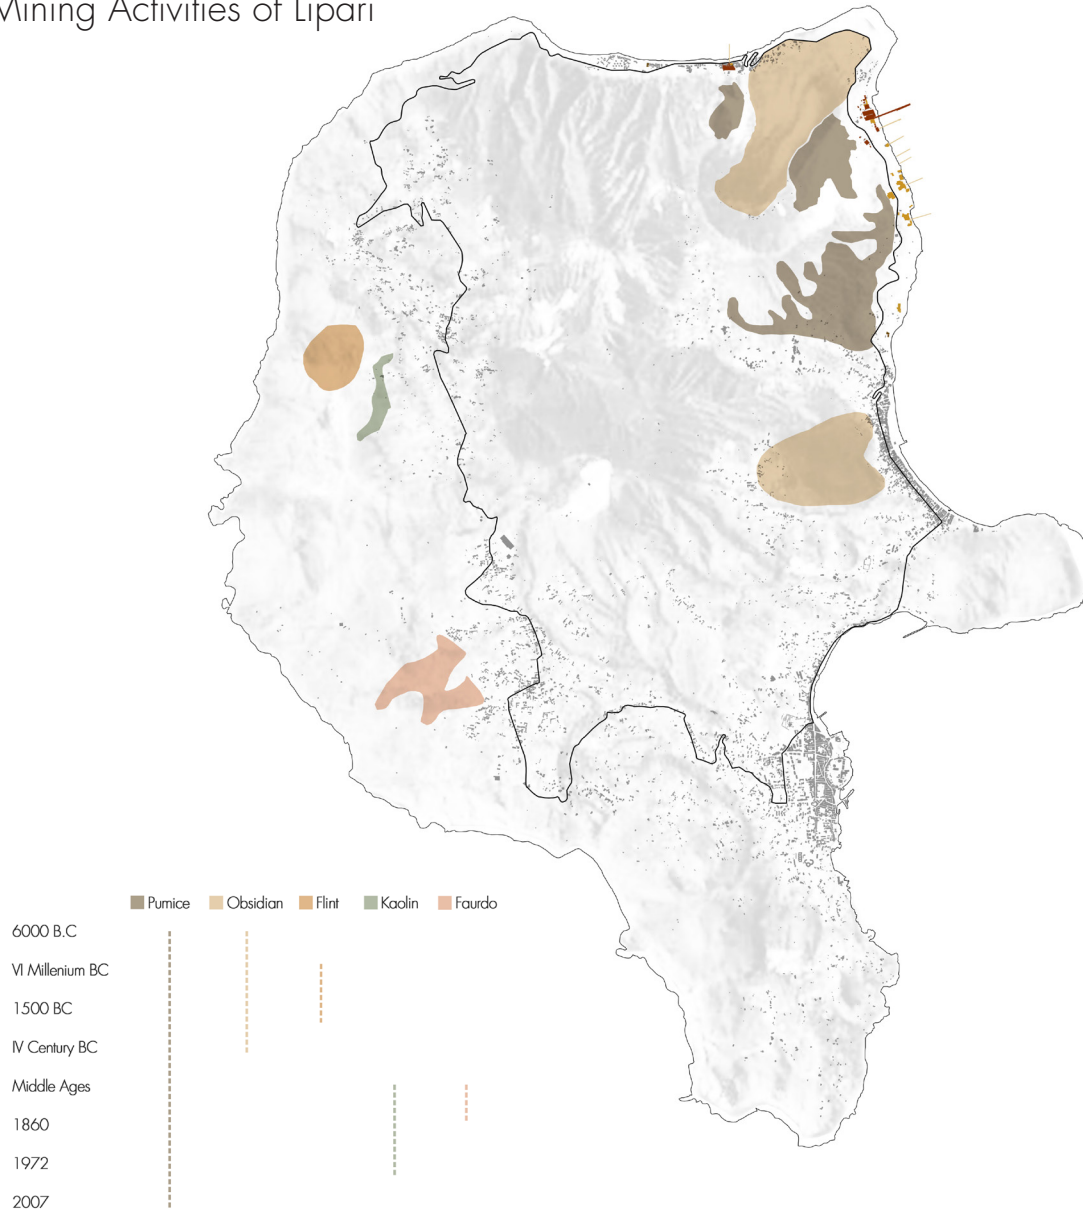 Mining Activities of Lipari
Pumice Obsidian Flint Kaolin Faurdo
6000 B.C
VI Millenium BC
1500 BC
IV Century BC
Middle Ages
1860
1972
2007